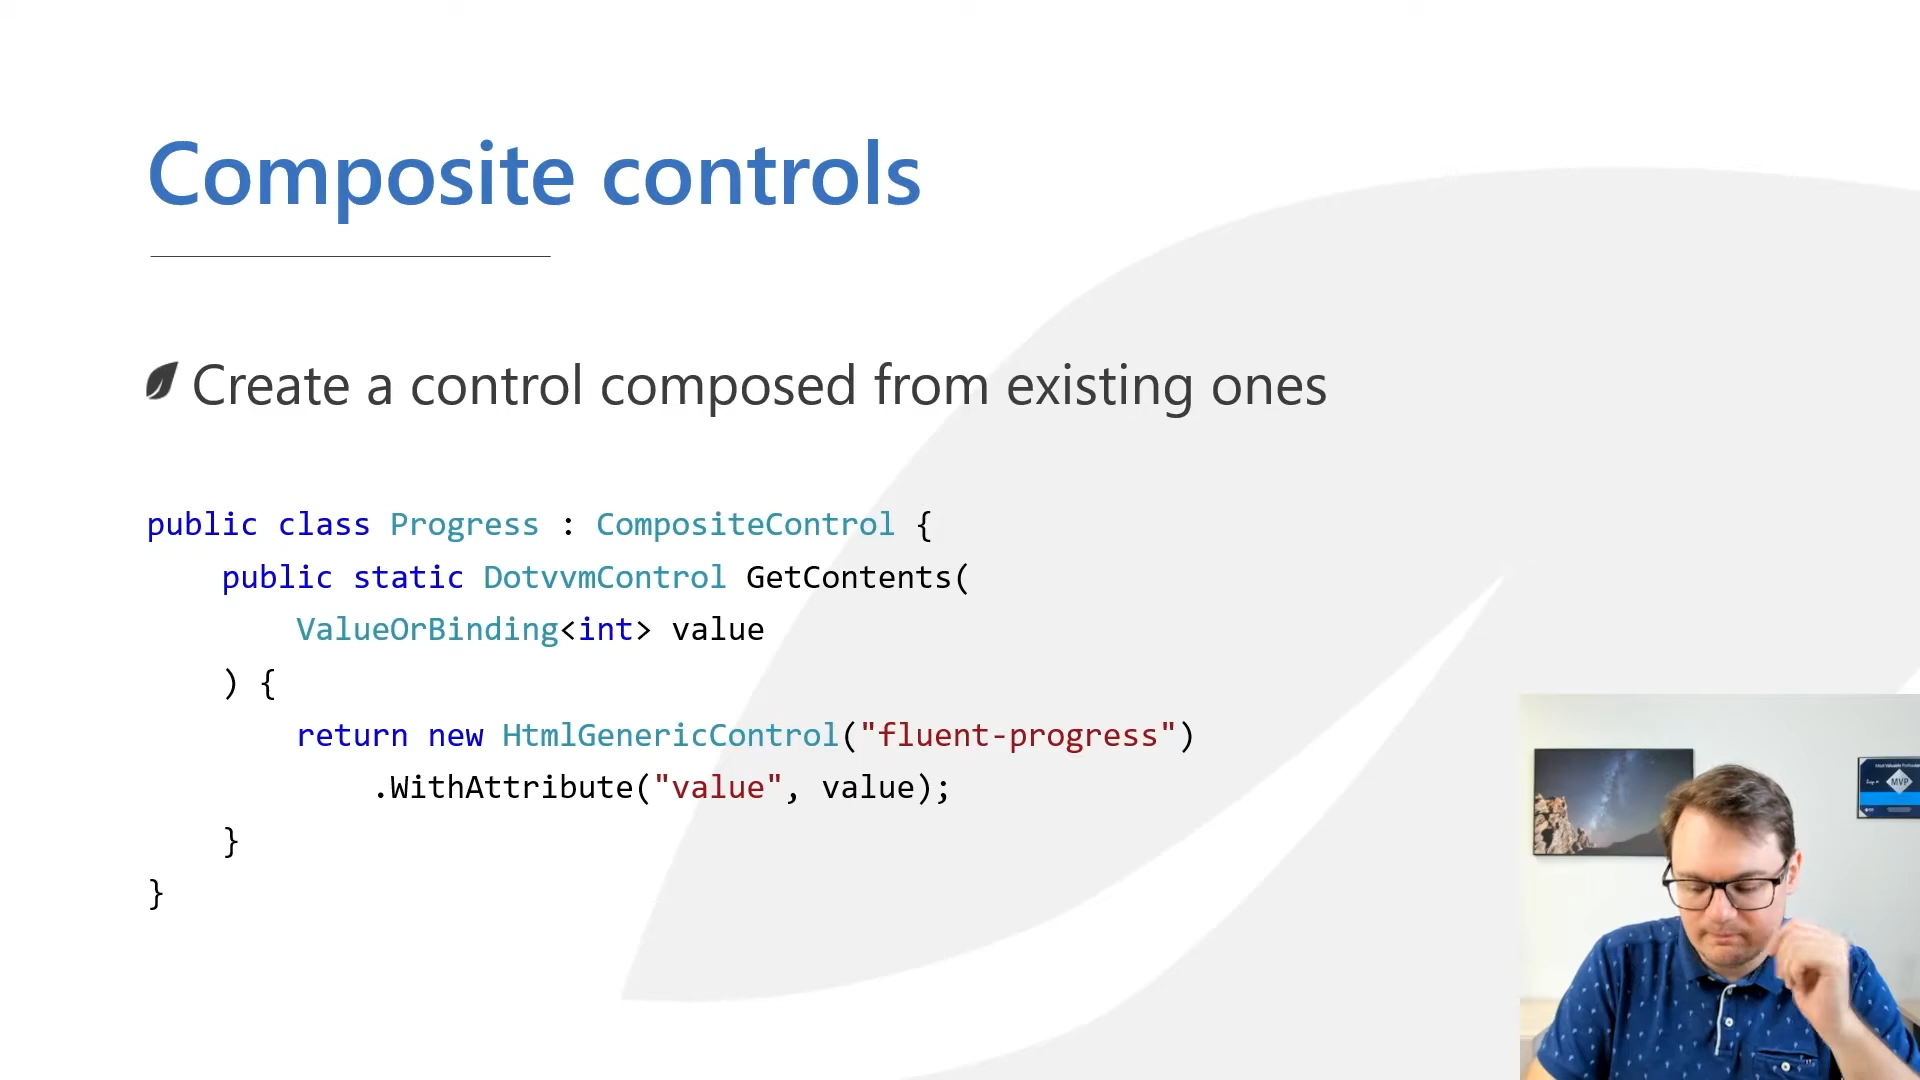 Composite controls
Create a control composed from existing ones
public class Progress : CompositeControl {
    public static DotvvmControl GetContents(
        ValueOrBinding<int> value
    ) {
        return new HtmlGenericControl("fluent-progress")
            .WithAttribute("value", value);
    }
}
MVP